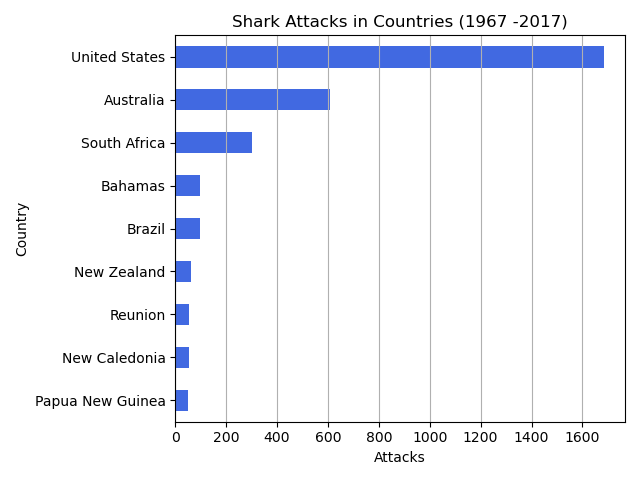 Shark Attacks in Countries (1967 -2017)
United States
Australia
South Africa
Bahamas
Brazil
New Zealand
Reunion
New Caledonia
Papua New Guinea
Country
0 200 400 600 800 1000 1200 1400 1600
Attacks